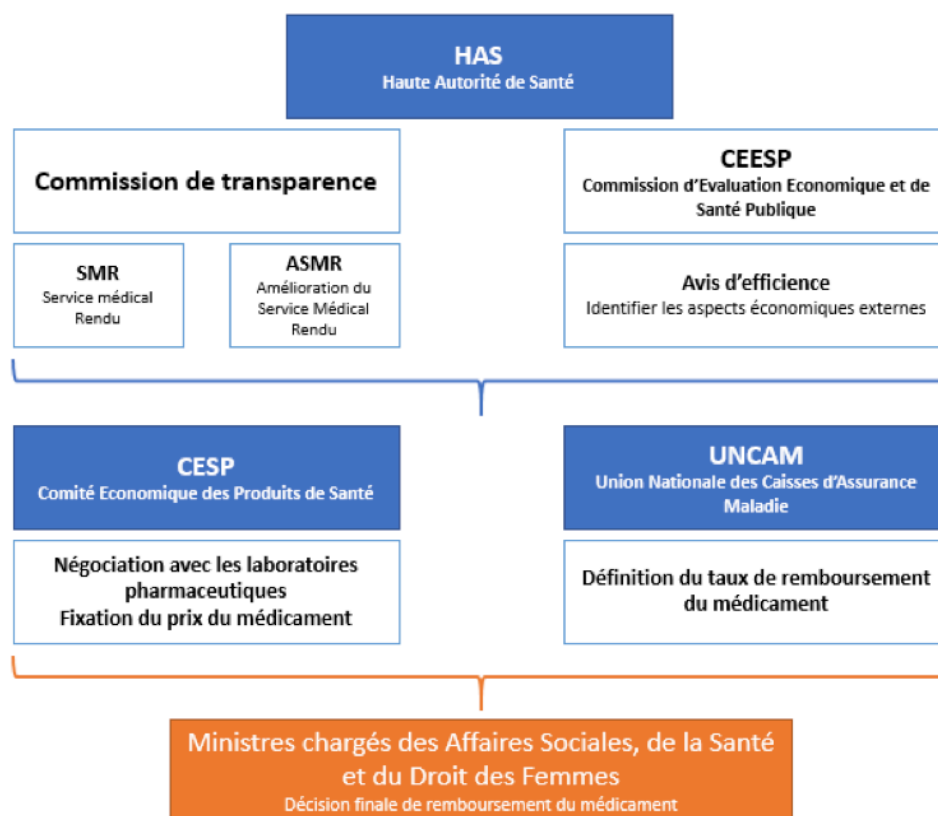 HAS
Haute Autorité de Santé
Commission de transparence
CEESP
Commission d'Evaluation Economique et de
Santé Publique
SMR
Service médical
Rendu
ASMR
Amélioration du
Service Médical
Rendu
Avis d'efficience
Identifier les aspects économiques externes
CESP
Comité Economique des Produits de Santé
UNCAM
Union Nationale des Caisses d'Assurance
Maladie
Négociation avec les laboratoires
pharmaceutiques
Fixation du prix du médicament
Définition du taux de remboursement
du médicament
Ministres chargés des Affaires Sociales, de la Santé
et du Droit des Femmes
Décision finale de remboursement du médicament